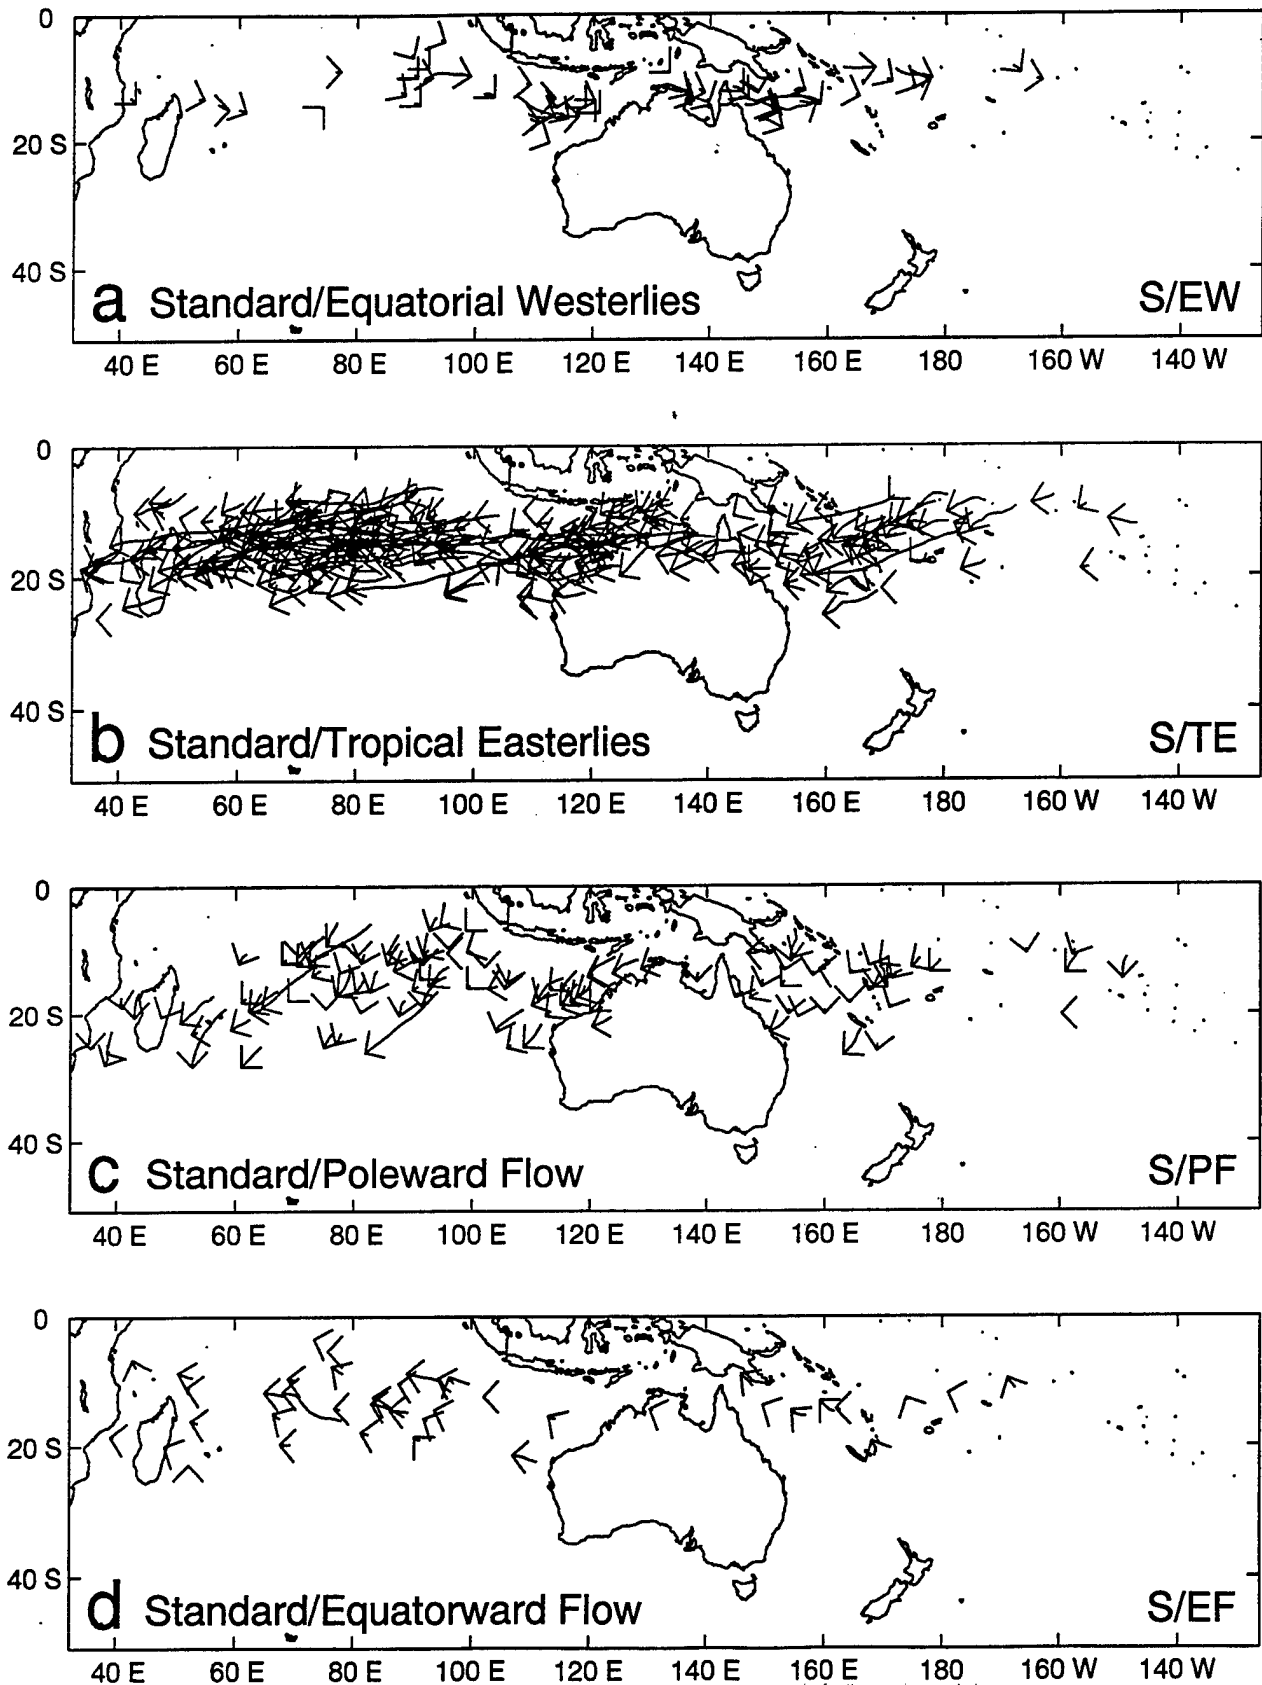 0
20 S
40 S
a Standard/Equatorial Westerlies S/EW
40 E 60 E 80 E 100 E 120 E 140 E 160 E 180 160 W 140 W
0
20 S
40 S
b Standard/Tropical Easterlies S/TE
40 E 60 E 80 E 100 E 120 E 140 E 160 E 180 160 W 140 W
0
20 S
40 S
c Standard/Poleward Flow S/PF
40 E 60 E 80 E 100 E 120 E 140 E 160 E 180 160 W 140 W
0
20 S
40 S
d Standard/Equatorward Flow S/EF
40 E 60 E 80 E 100 E 120 E 140 E 160 E 180 160 W 140 W